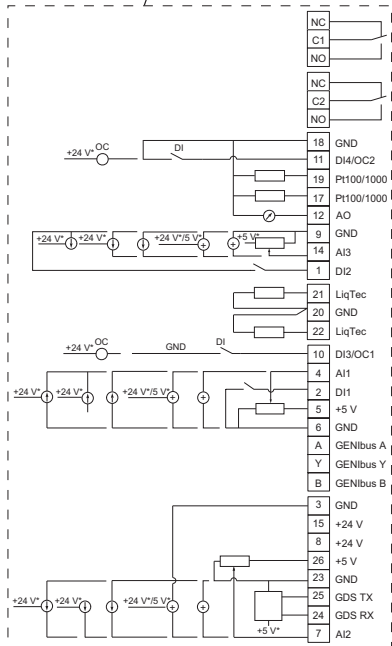 NC
C1
NO
NC
C2
NO
18 GND
+24 V* OC DI 11 DI4/OC2
19 Pt100/1000
17 Pt100/1000
12 AO
9 GND
+24 V* +24 V* +24 V*/5 V* +5 V*
14 AI3
1 DI2
21 LiqTec
20 GND
22 LiqTec
+24 V* OC GND DI 10 DI3/OC1
4 AI1
+24 V* +24 V* +24 V*/5 V* 2 DI1
5 +5 V
6 GND
A GENIbus A
Y GENIbus Y
B GENIbus B
3 GND
15 +24 V
8 +24 V
26 +5 V
23 GND
+24 V* +24 V* +24 V*/5 V* 25 GDS TX
24 GDS RX
+5 V* 7 AI2